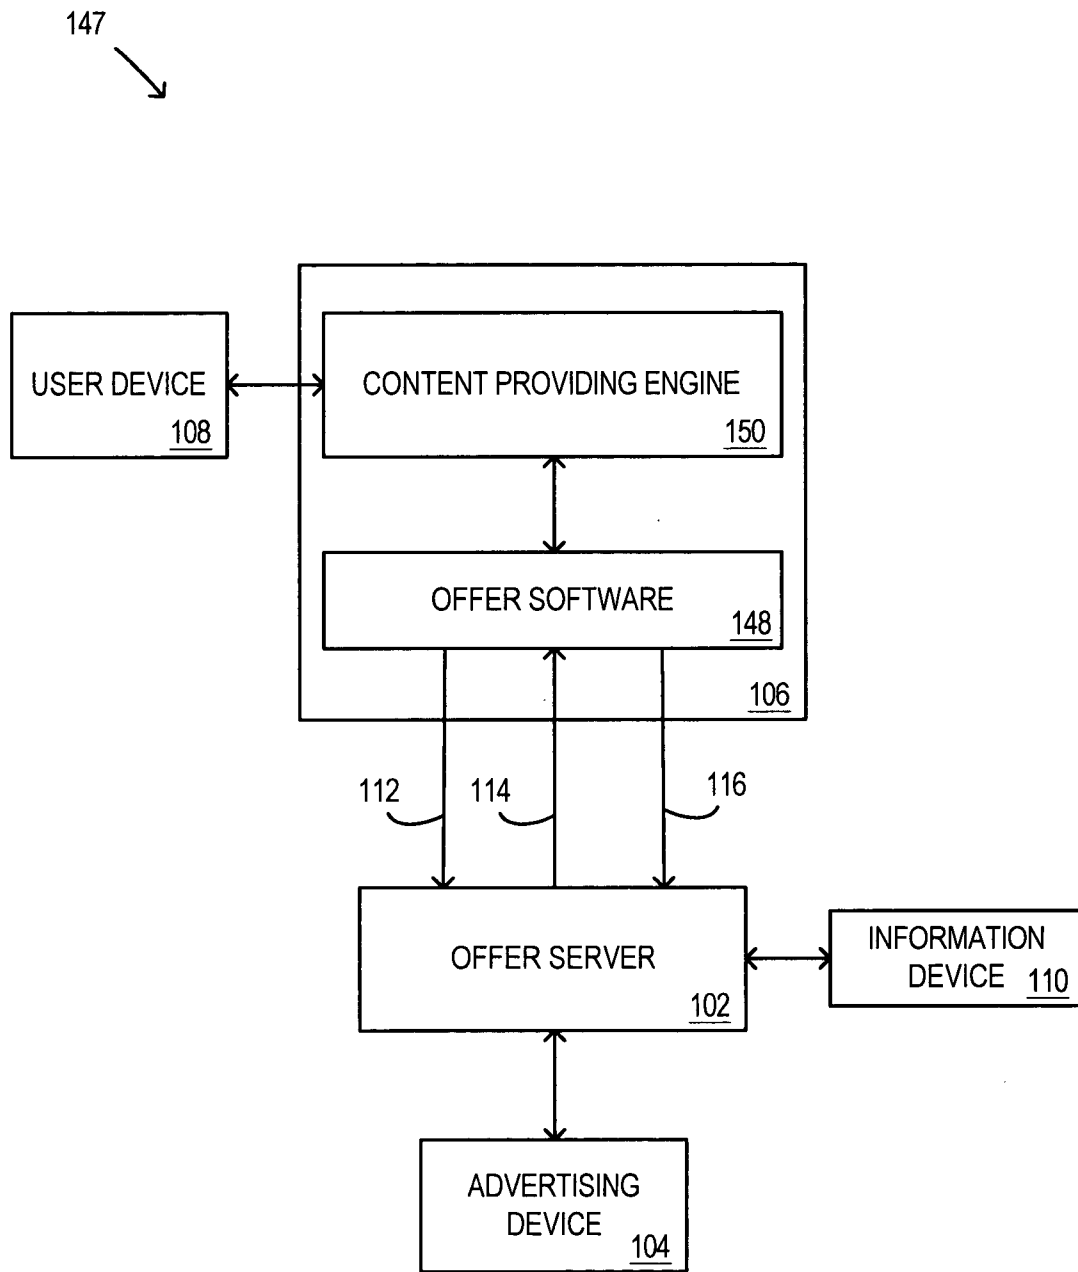 147
USER DEVICE
108
CONTENT PROVIDING ENGINE
150
OFFER SOFTWARE
148
106
112
114
116
OFFER SERVER
102
INFORMATION
DEVICE
110
ADVERTISING
DEVICE
104